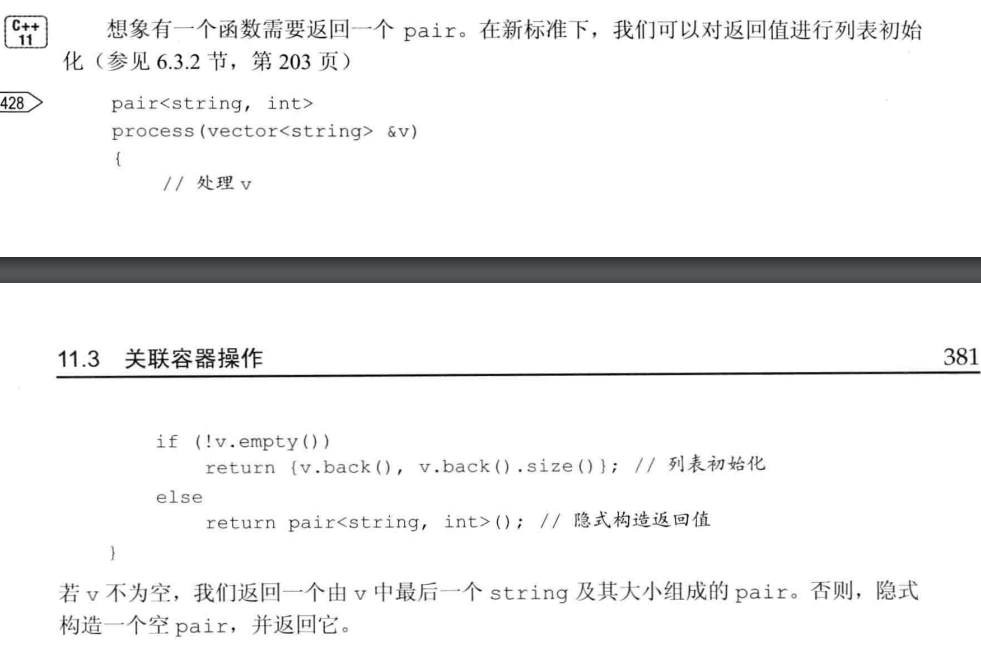 C++
11
想象有一个函数需要返回一个 pair。在新标准下，我们可以对返回值进行列表初始
化（参见 6.3.2 节，第 203 页）
428
pair<string, int>
process(vector<string> &v)
{
// 处理 v
11.3 关联容器操作 381
if (!v.empty())
return {v.back(), v.back().size()}; // 列表初始化
else
return pair<string, int>(); // 隐式构造返回值
}
若 v 不为空，我们返回一个由 v 中最后一个 string 及其大小组成的 pair。否则，隐式
构造一个空 pair，并返回它。